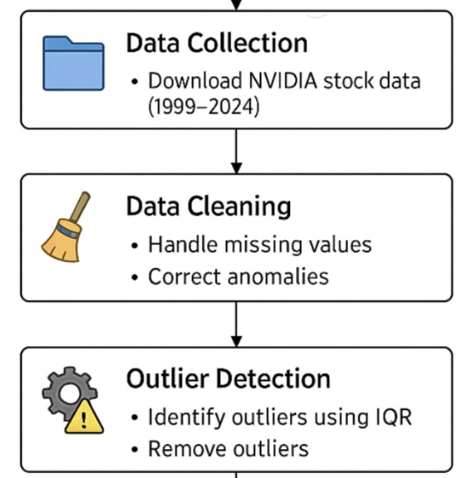 Data Collection
• Download NVIDIA stock data
(1999–2024)
Data Cleaning
• Handle missing values
• Correct anomalies
Outlier Detection
• Identify outliers using IQR
• Remove outliers